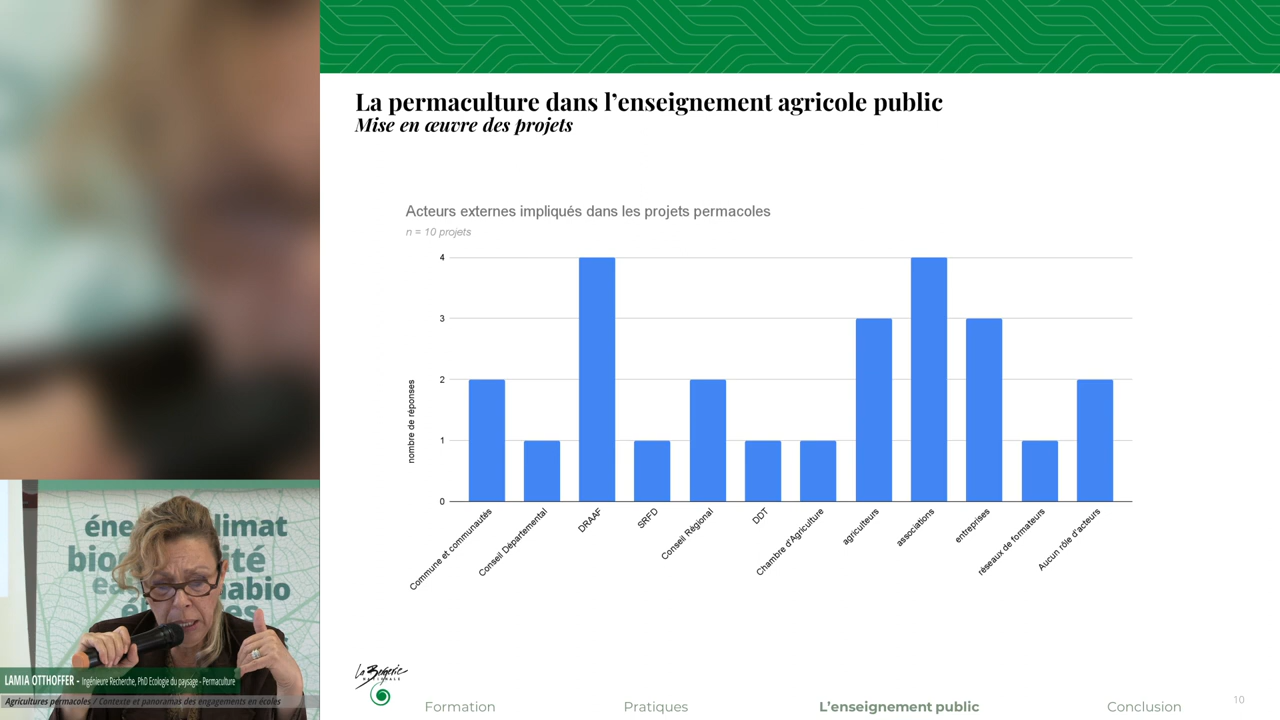 La permaculture dans l’enseignement agricole public
Mise en œuvre des projets
Acteurs externes impliqués dans les projets permacoles
n = 10 projets
nombre de réponses
4
3
2
1
0
Commune et communautés
Conseil Départemental
DRAAF
SRFD
Conseil Régional
DDT
Chambre d'Agriculture
agriculteurs
associations
entreprises
réseaux de formateurs
Aucun rôle d'acteurs
LAMIA OTTHOFFER - Ingénieure Recherche, PhD Ecologie du paysage - Permaculture
Agricultures permacoles / Contexte et panoramas des engagements en écoles
La Bergerie
NATIONALE
Formation
Pratiques
L’enseignement public
Conclusion
10